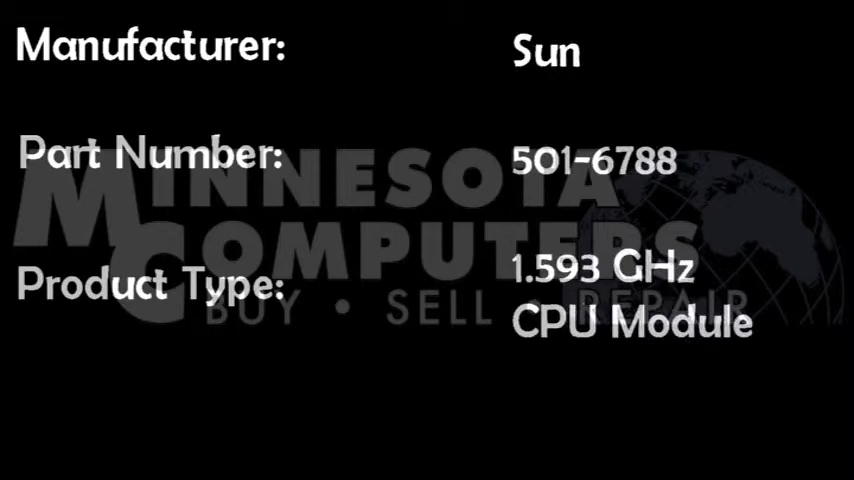 Manufacturer: Sun
Part Number: 501-6788
Product Type: 1.593 GHz
CPU Module
MINNESOTA
COMPUTERS
BUY • SELL • REPAIR